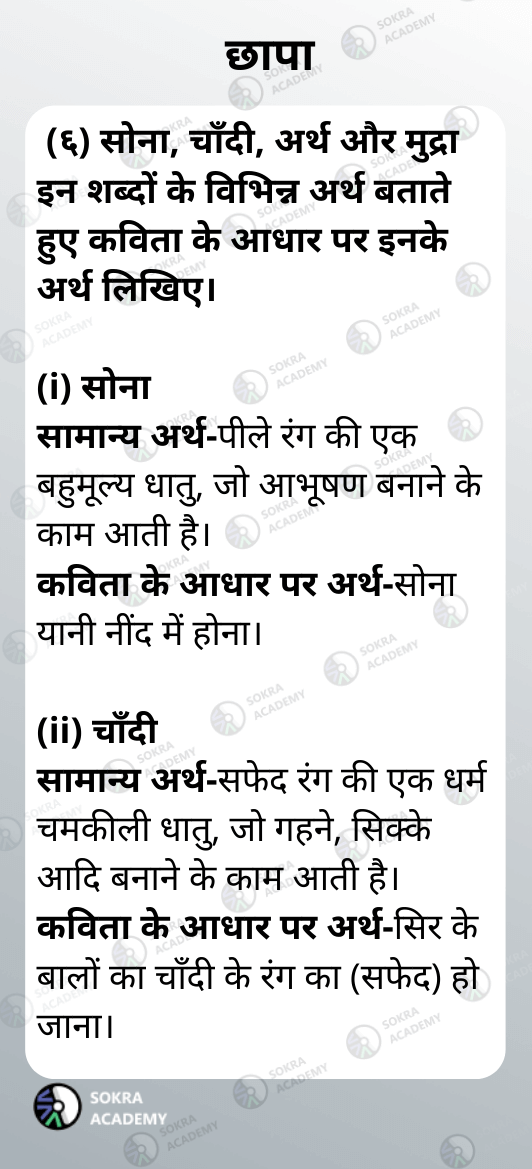 छापा
(६) सोना, चाँदी, अर्थ और मुद्रा
इन शब्दों के विभिन्न अर्थ बताते
हुए कविता के आधार पर इनके
अर्थ लिखिए।
(i) सोना
सामान्य अर्थ-पीले रंग की एक
बहुमूल्य धातु, जो आभूषण बनाने के
काम आती है।
कविता के आधार पर अर्थ-सोना
यानी नींद में होना।
(ii) चाँदी
सामान्य अर्थ-सफेद रंग की एक धर्म
चमकीली धातु, जो गहने, सिक्के
आदि बनाने के काम आती है।
कविता के आधार पर अर्थ-सिर के
बालों का चाँदी के रंग का (सफेद) हो
जाना।
SOKRA
ACADEMY